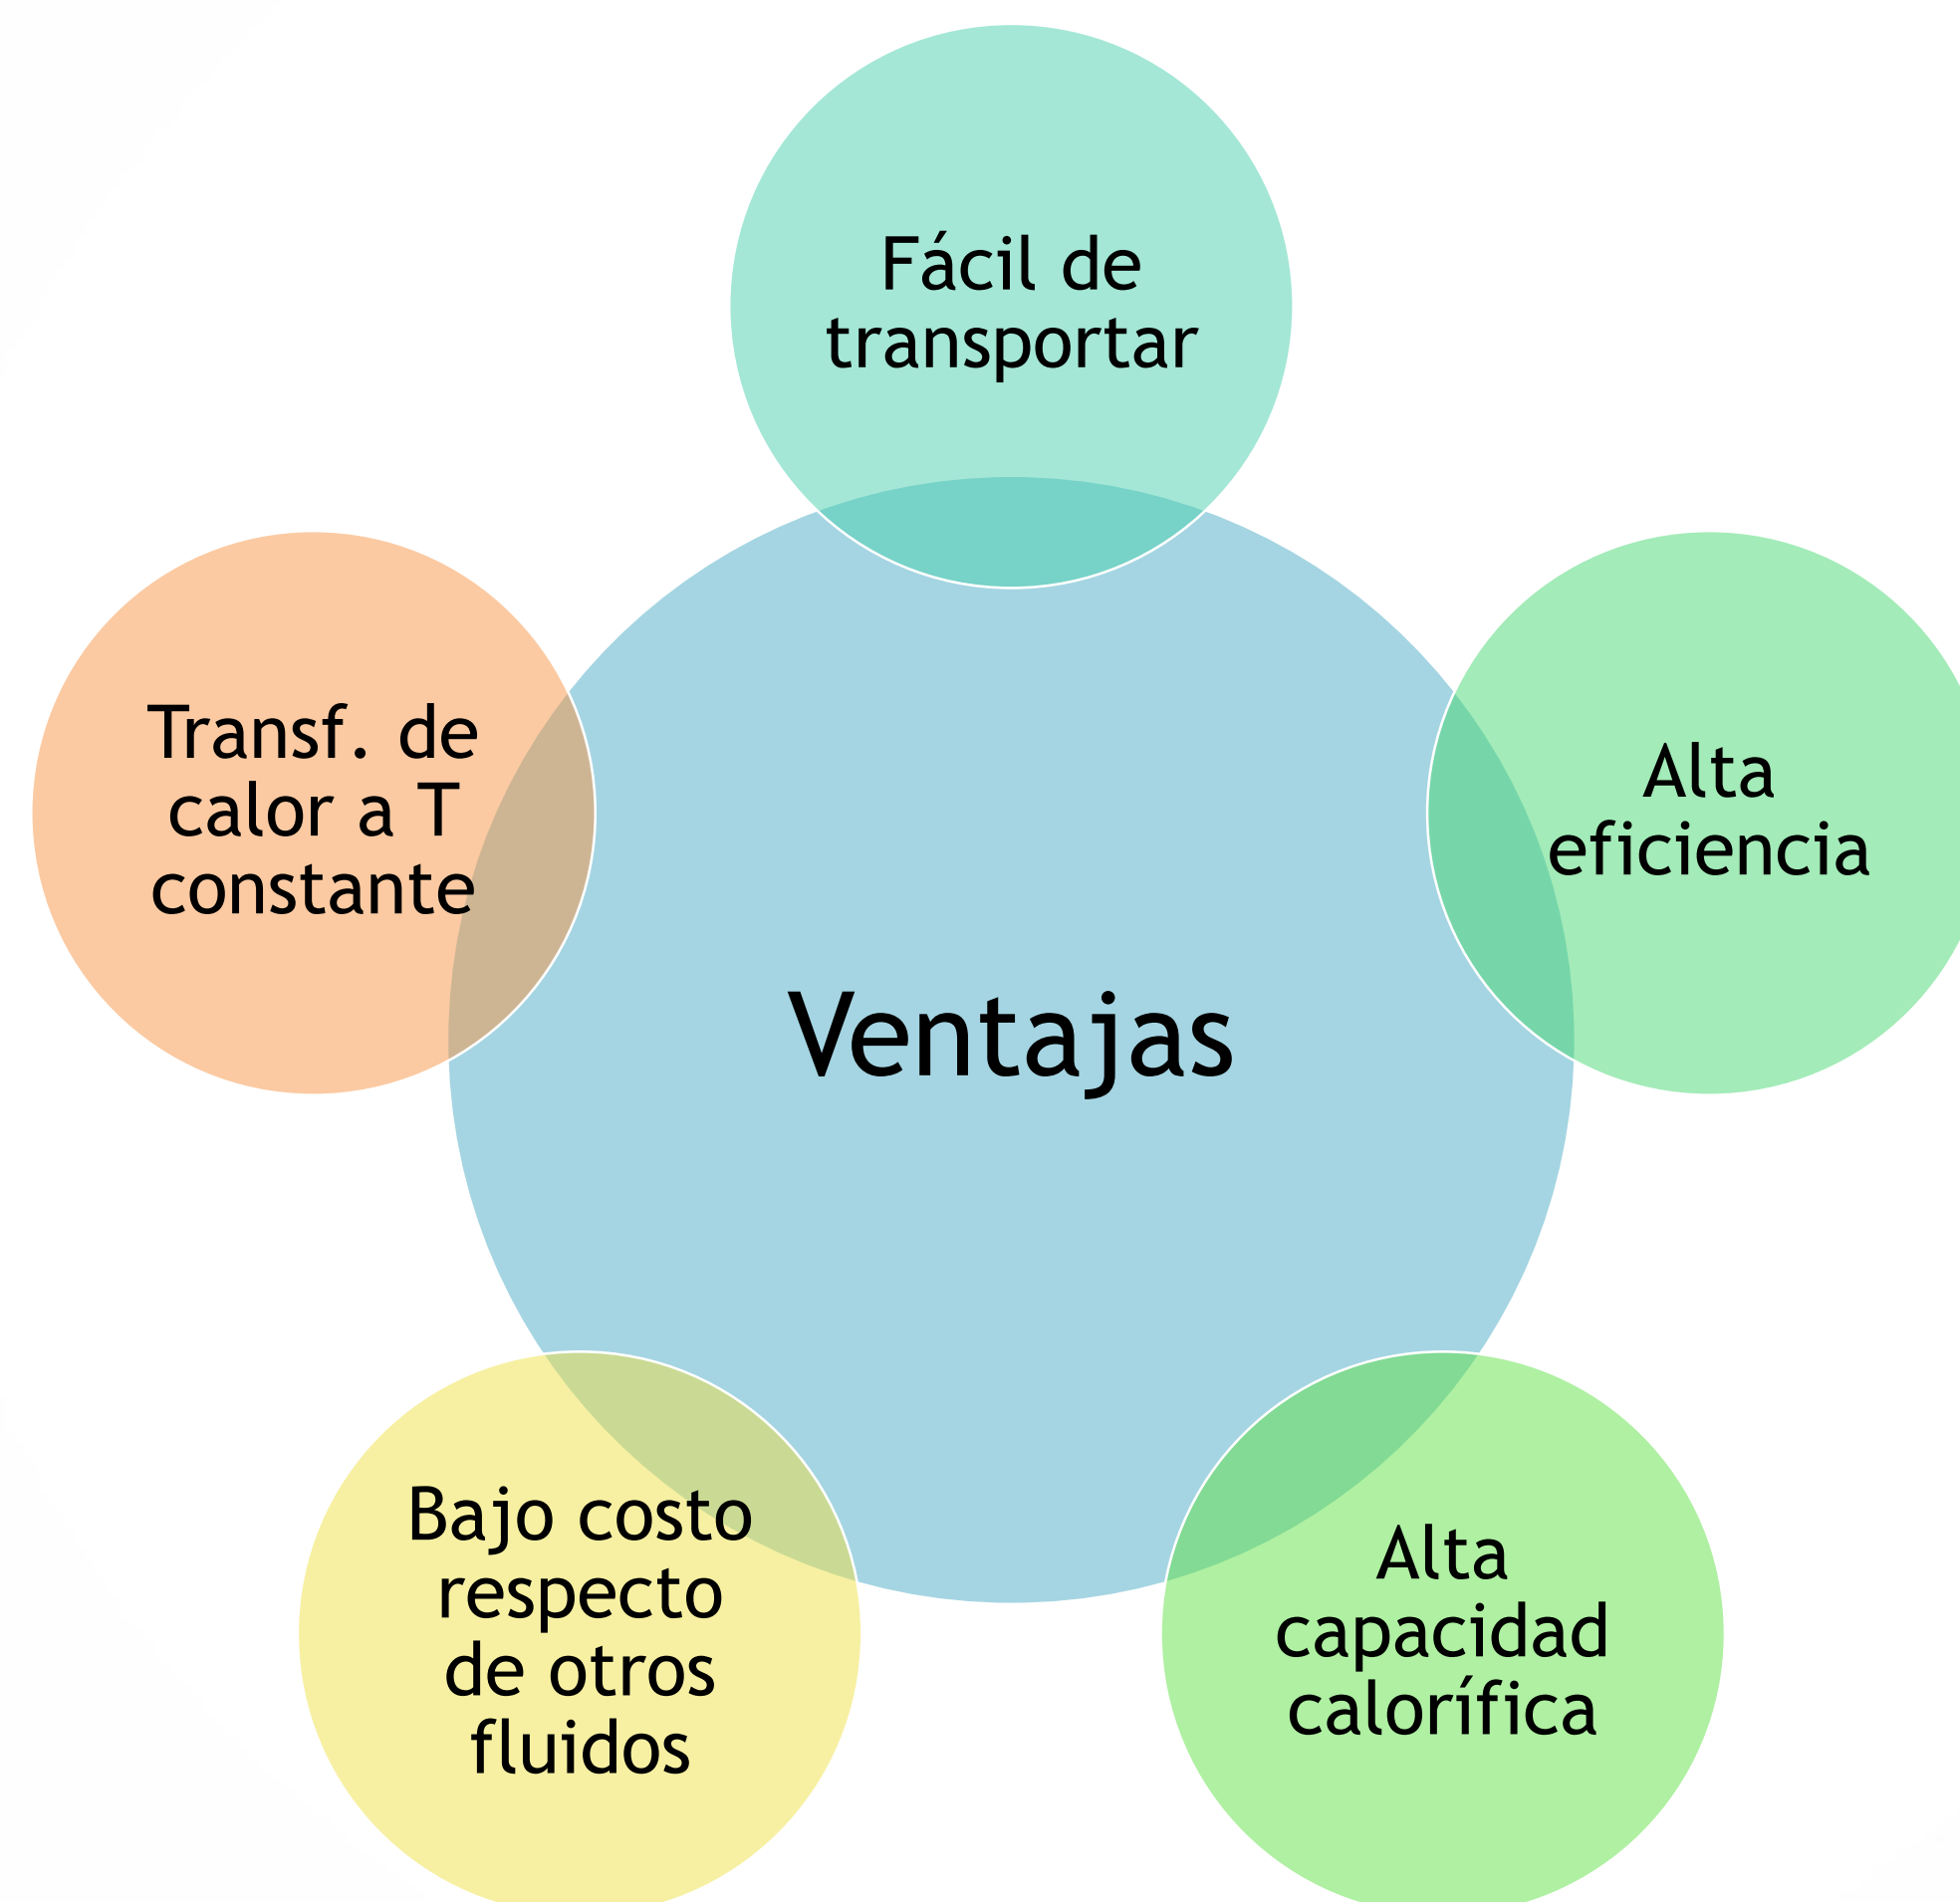 Fácil de
transportar
Alta
eficiencia
Alta
capacidad
calorífica
Bajo costo
respecto
de otros
fluidos
Transf. de
calor a T
constante
Ventajas